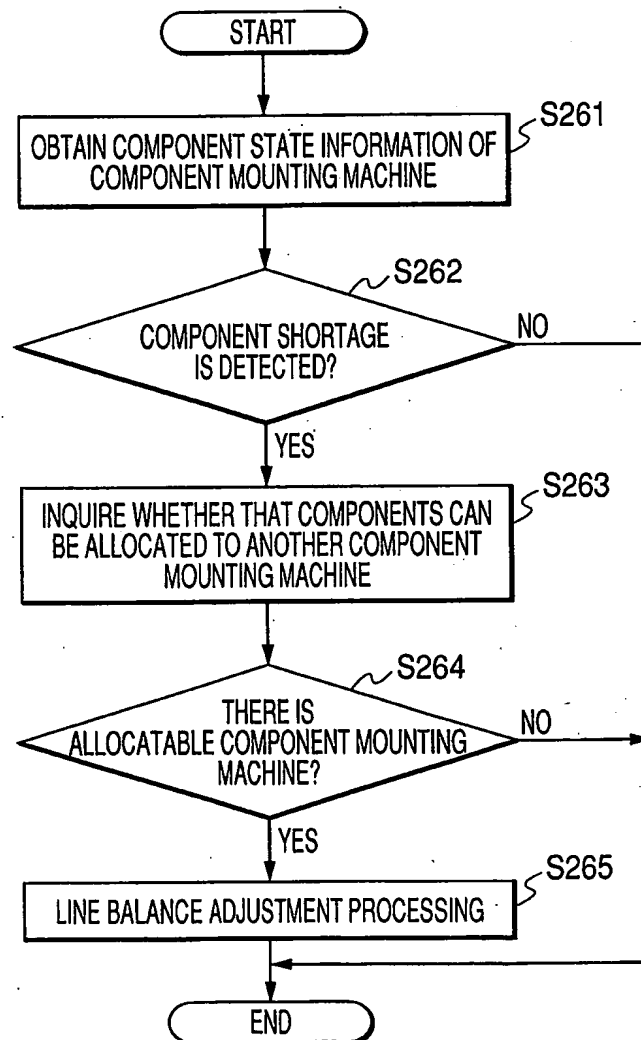 START
S261
OBTAIN COMPONENT STATE INFORMATION OF
COMPONENT MOUNTING MACHINE
S262
COMPONENT SHORTAGE
IS DETECTED?
NO
YES
S263
INQUIRE WHETHER THAT COMPONENTS CAN
BE ALLOCATED TO ANOTHER COMPONENT
MOUNTING MACHINE
S264
THERE IS
ALLOCATABLE COMPONENT MOUNTING
MACHINE?
NO
YES
S265
LINE BALANCE ADJUSTMENT PROCESSING
END